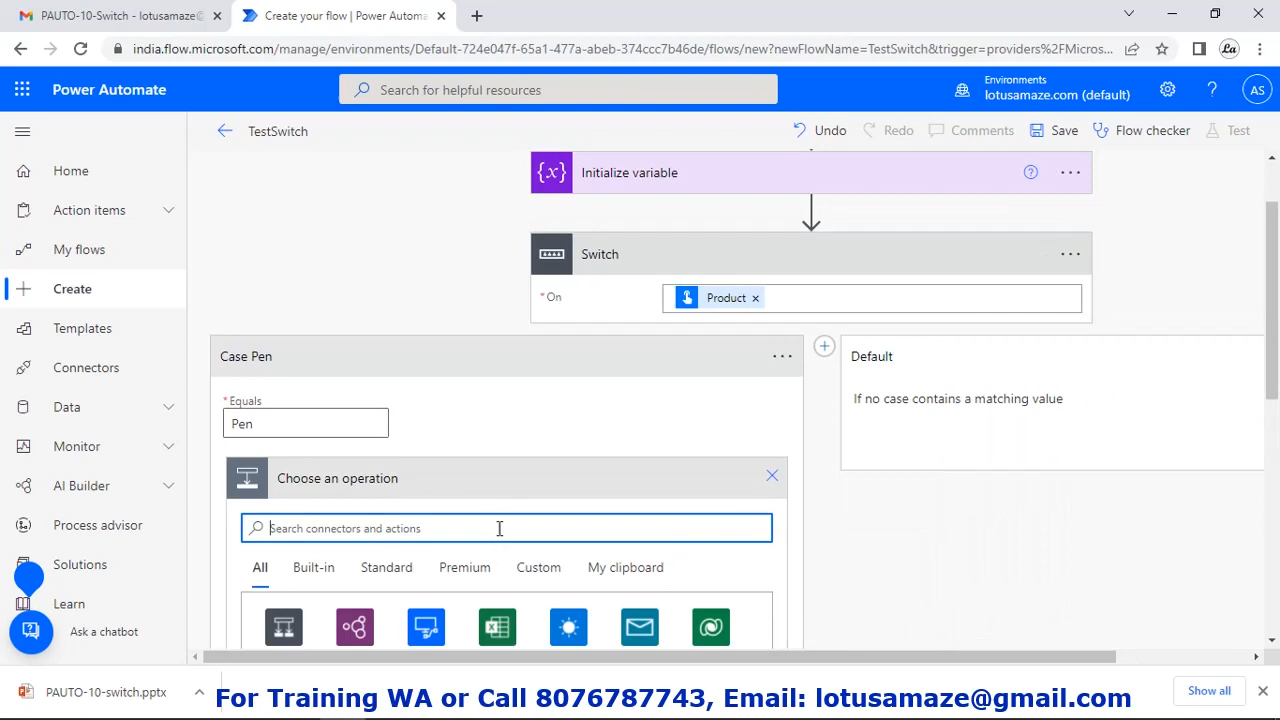 PAUTO-10-Switch - lotusamaze@
Create your flow | Power Automate
india.flow.microsoft.com/manage/environments/Default-724e047f-65a1-477a-abeb-374ccc7b46de/flows/new?newFlowName=TestSwitch&trigger=providers%2FMicros...
La
Power Automate
Search for helpful resources
Environments
lotusamaze.com (default)
?
AS
TestSwitch
Undo
Redo
Comments
Save
Flow checker
Test
Home
Action items
My flows
Create
Templates
Connectors
Data
Monitor
AI Builder
Process advisor
Solutions
Learn
Ask a chatbot
{x} Initialize variable
Switch
* On
Product ×
Case Pen
* Equals
Pen
Default
If no case contains a matching value
Choose an operation
Search connectors and actions
All Built-in Standard Premium Custom My clipboard
PAUTO-10-switch.pptx
Show all
For Training WA or Call 8076787743, Email: lotusamaze@gmail.com